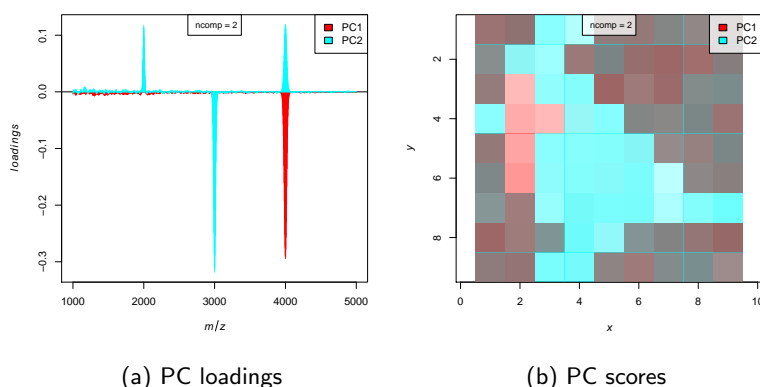 ncomp = 2
PC1
PC2
0.1
0.0
-0.1
-0.2
-0.3
loadings
1000 2000 3000 4000 5000
m/z
(a) PC loadings
ncomp = 2
PC1
PC2
2
4
6
8
y
0 2 4 6 8 10
x
(b) PC scores